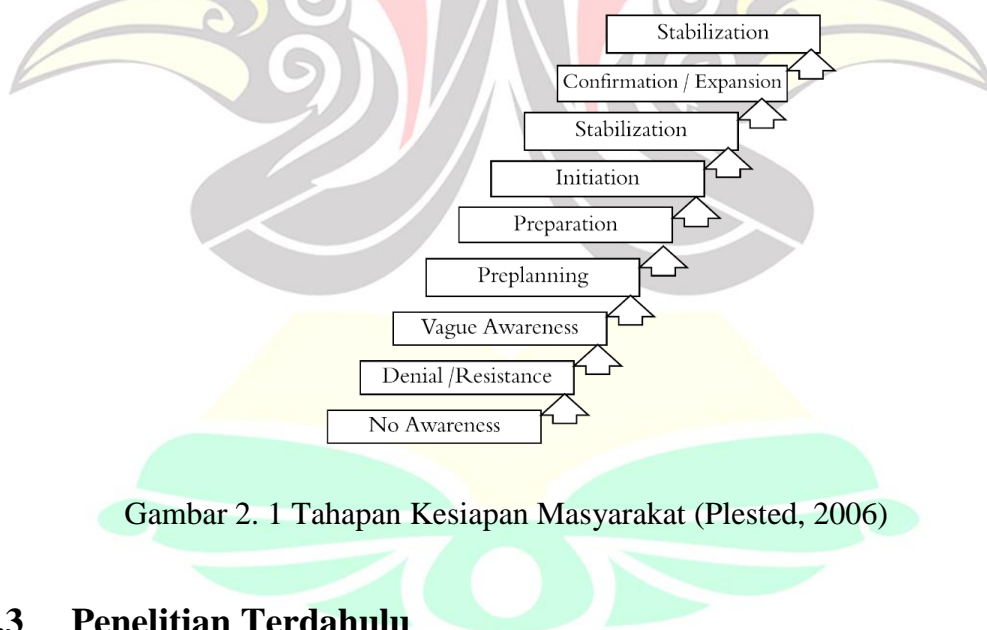 Stabilization
Confirmation / Expansion
Stabilization
Initiation
Preparation
Preplanning
Vague Awareness
Denial /Resistance
No Awareness
Gambar 2. 1 Tahapan Kesiapan Masyarakat (Plested, 2006)
.3 Penelitian Terdahulu